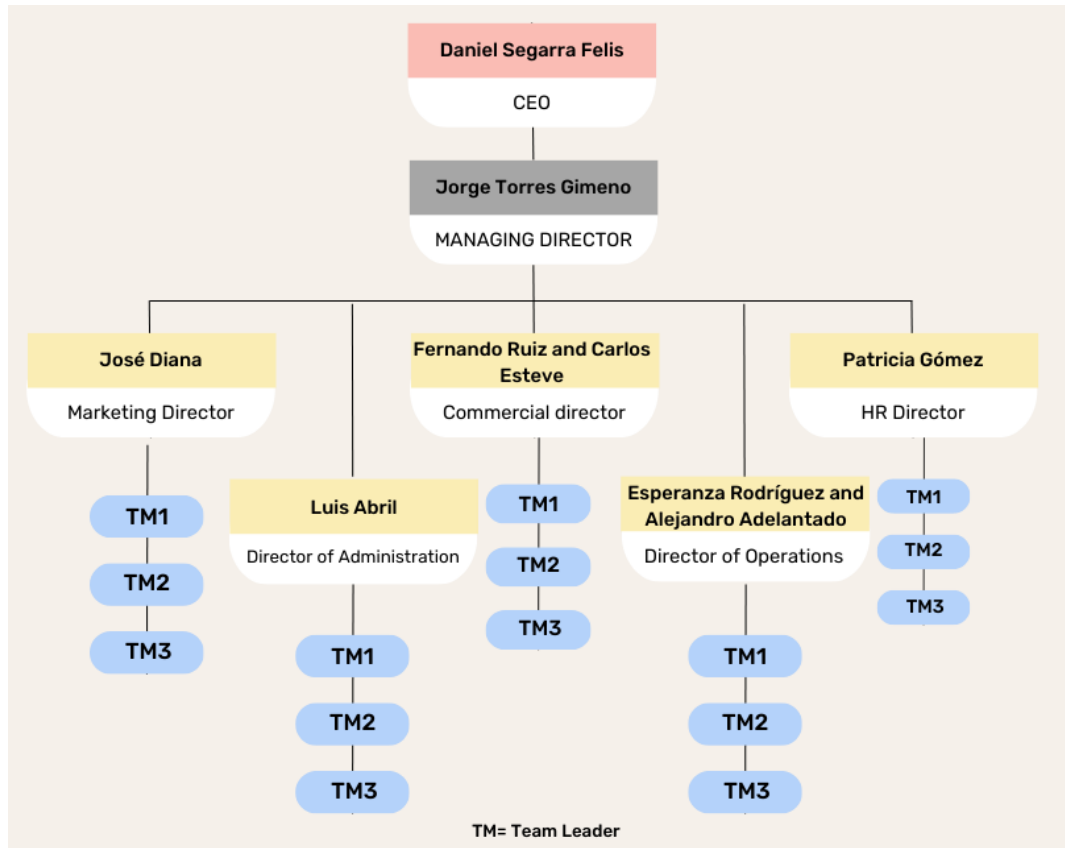 Daniel Segarra Felis
CEO
Jorge Torres Gimeno
MANAGING DIRECTOR
José Diana
Marketing Director
TM1
TM2
TM3
Luis Abril
Director of Administration
TM1
TM2
TM3
Fernando Ruiz and Carlos
Esteve
Commercial director
TM1
TM2
TM3
Esperanza Rodríguez and
Alejandro Adelantado
Director of Operations
TM1
TM2
TM3
Patricia Gómez
HR Director
TM1
TM2
TM3
TM= Team Leader